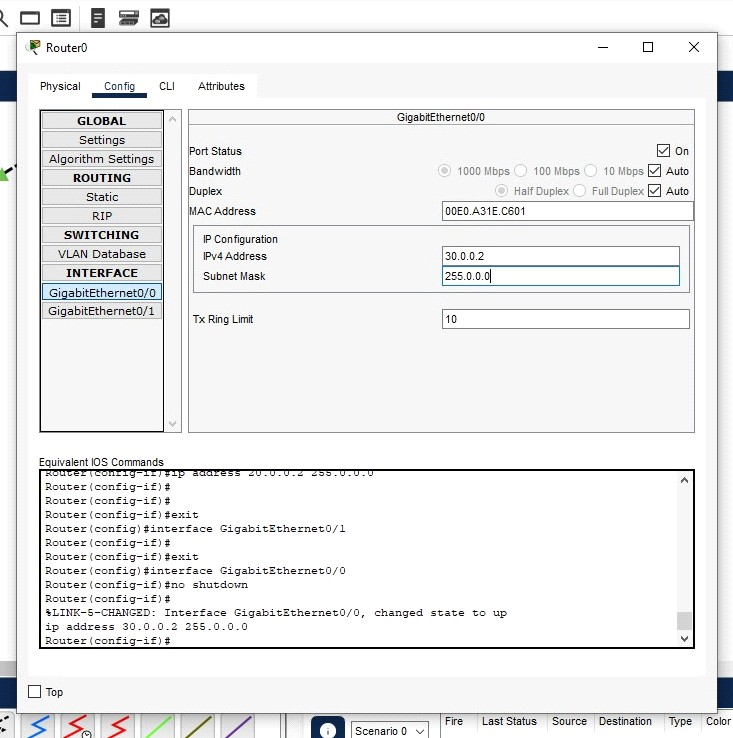 Router0
Physical Config CLI Attributes
GLOBAL
Settings
Algorithm Settings
ROUTING
Static
RIP
SWITCHING
VLAN Database
INTERFACE
GigabitEthernet0/0
GigabitEthernet0/1
GigabitEthernet0/0
Port Status On
Bandwidth 1000 Mbps 100 Mbps 10 Mbps Auto
Duplex Half Duplex Full Duplex Auto
MAC Address 00E0.A31E.C601
IP Configuration
IPv4 Address 30.0.0.2
Subnet Mask 255.0.0.0
Tx Ring Limit 10
Equivalent IOS Commands
Router(config-if)#ip address 20.0.0.2 255.0.0.0
Router(config-if)#
Router(config-if)#
Router(config-if)#exit
Router(config)#interface GigabitEthernet0/1
Router(config-if)#
Router(config-if)#exit
Router(config)#interface GigabitEthernet0/0
Router(config-if)#no shutdown
Router(config-if)#
%LINK-5-CHANGED: Interface GigabitEthernet0/0, changed state to up
ip address 30.0.0.2 255.0.0.0
Router(config-if)#
Top
Scenario 0
Fire Last Status Source Destination Type Color